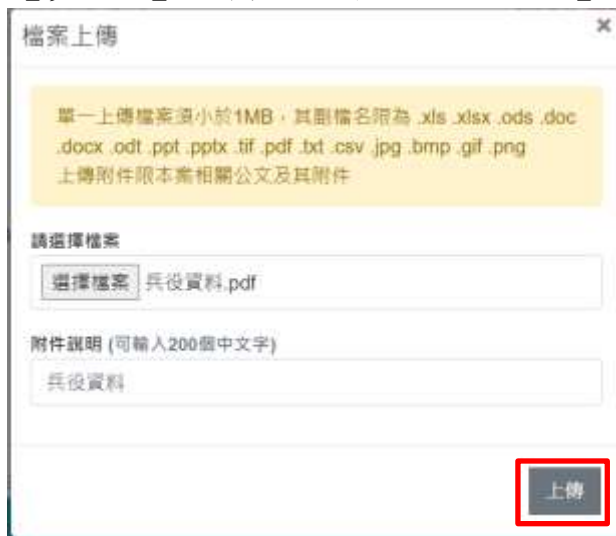 檔案上傳
×
單一上傳檔案須小於1MB，其副檔名限為 .xls .xlsx .ods .doc
.docx .odt .ppt .pptx .tif .pdf .txt .csv .jpg .bmp .gif .png
上傳附件限本案相關公文及其附件
請選擇檔案
選擇檔案 兵役資料.pdf
附件說明 (可輸入200個中文字)
兵役資料
上傳